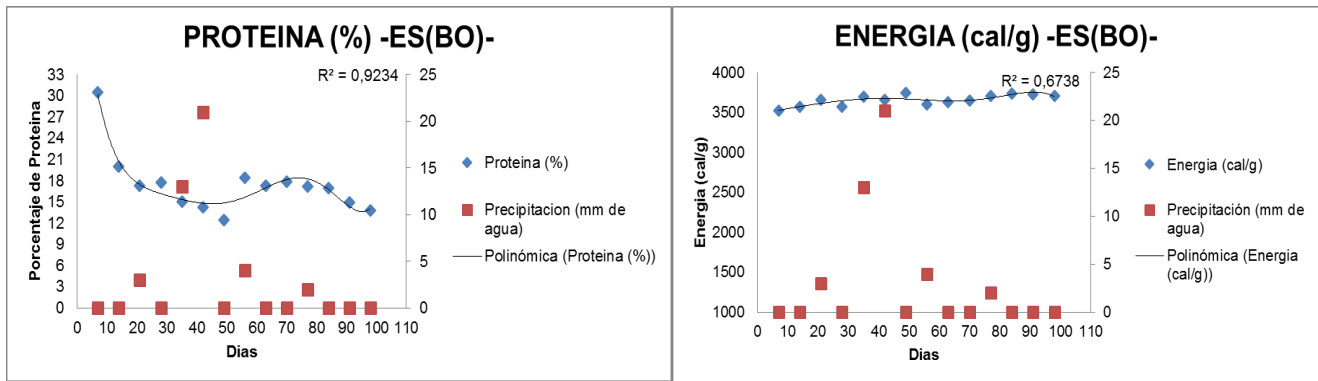 PROTEINA (%) -ES(BO)-
R² = 0,9234
Porcentaje de Proteina
33
30
27
24
21
18
15
12
9
6
3
0
25
20
15
10
5
0
0 10 20 30 40 50 60 70 80 90 100 110
Dias
Proteina (%)
Precipitacion (mm de
agua)
Polinómica (Proteina (%))
ENERGIA (cal/g) -ES(BO)-
R² = 0,6738
Energia (cal/g)
4000
3500
3000
2500
2000
1500
1000
25
20
15
10
5
0
0 10 20 30 40 50 60 70 80 90 100 110
Dias
Energia (cal/g)
Precipitación (mm de
agua)
Polinómica (Energia
(cal/g))